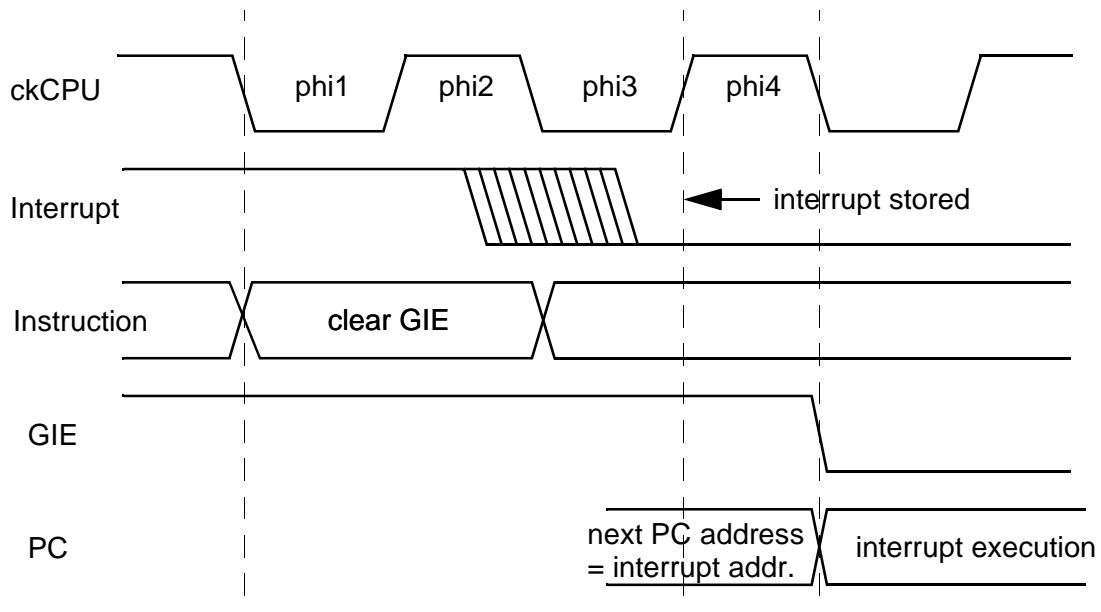 ckCPU
phi1
phi2
phi3
phi4
Interrupt
interrupt stored
Instruction
clear GIE
GIE
PC
next PC address
= interrupt addr.
interrupt execution